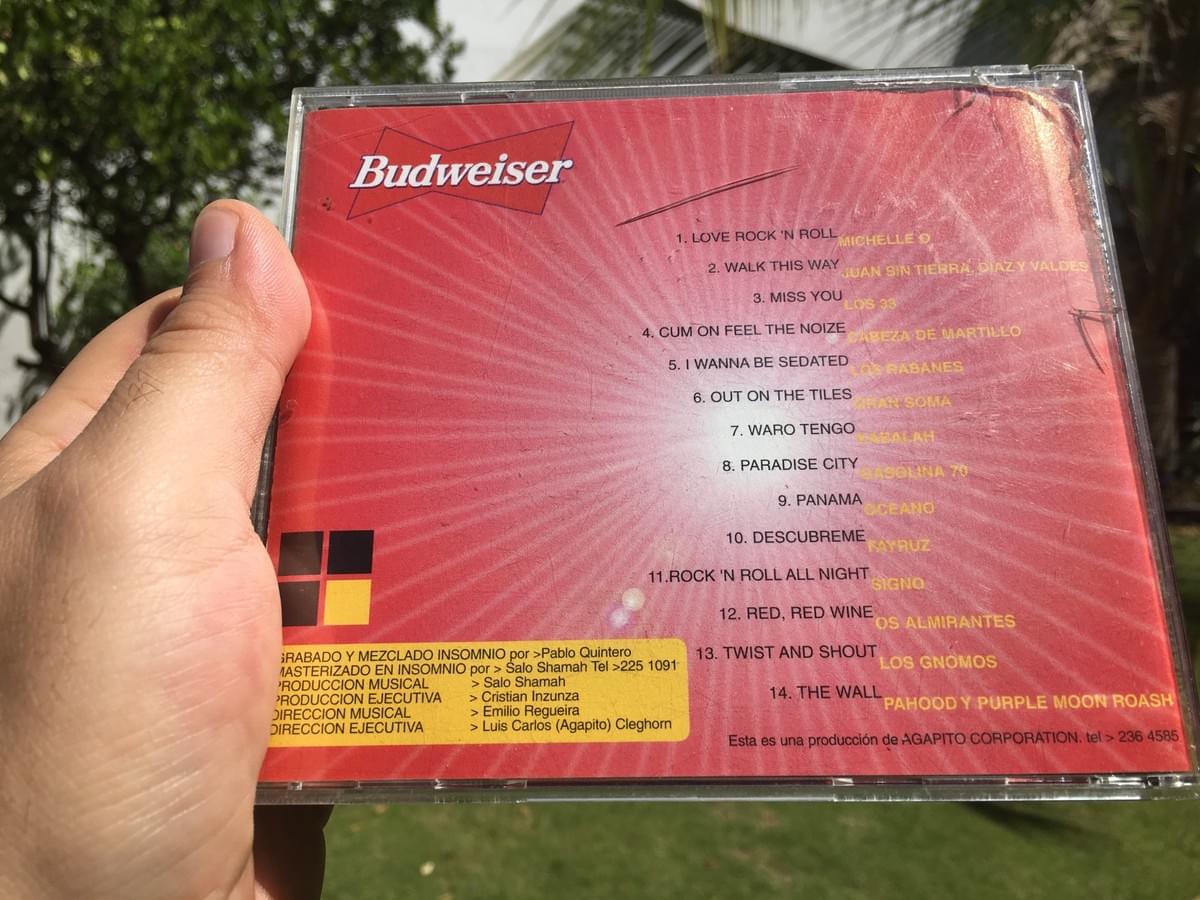 Budweiser
1. LOVE ROCK 'N ROLL MICHELLE O
2. WALK THIS WAY JUAN SIN TIERRA, DIAZ Y VALDES
3. MISS YOU LOS 33
4. CUM ON FEEL THE NOIZE CABEZA DE MARTILLO
5. I WANNA BE SEDATED LOS RABANES
6. OUT ON THE TILES GRAN SOMA
7. WARO TENGO KABALAH
8. PARADISE CITY GASOLINA 70
9. PANAMA OCEANO
10. DESCUBREME FAYRUZ
11.ROCK 'N ROLL ALL NIGHT SIGNO
12. RED, RED WINE OS ALMIRANTES
13. TWIST AND SHOUT LOS GNOMOS
14. THE WALL PAHOOD Y PURPLE MOON ROASH
GRABADO Y MEZCLADO INSOMNIO por >Pablo Quintero
MASTERIZADO EN INSOMNIO por > Salo Shamah Tel >225 1091
PRODUCCION MUSICAL > Salo Shamah
PRODUCCION EJECUTIVA > Cristian Inzunza
DIRECCION MUSICAL > Emilio Regueira
DIRECCION EJECUTIVA > Luis Carlos (Agapito) Cleghorn
Esta es una producción de AGAPITO CORPORATION. tel > 236 4585